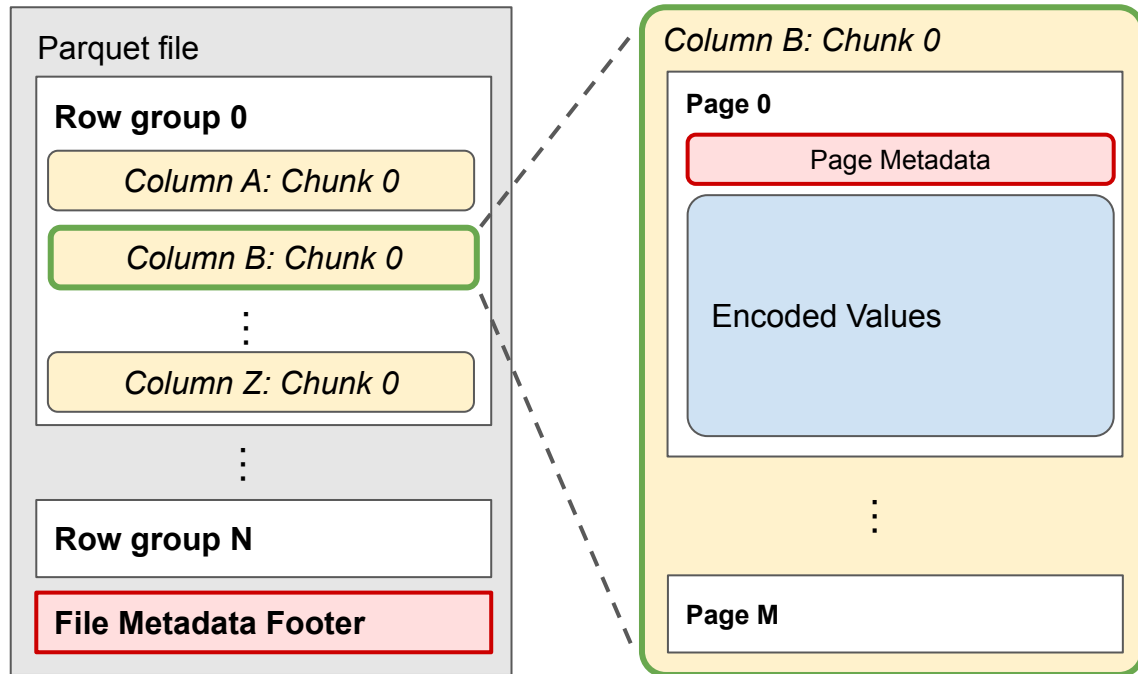 Parquet file
Row group 0
Column A: Chunk 0
Column B: Chunk 0
⋮
Column Z: Chunk 0
⋮
Row group N
File Metadata Footer
Column B: Chunk 0
Page 0
Page Metadata
Encoded Values
⋮
Page M